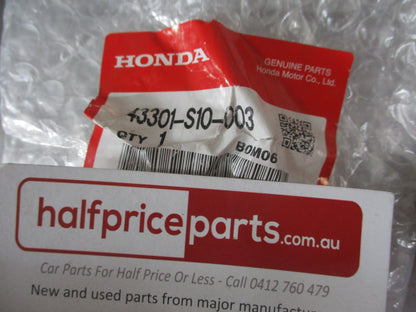 HONDA
GENUINE PARTS
Honda Motor Co., Ltd.
43301-S10-003
QTY 1
B0M06
halfpriceparts.com.au
Car Parts For Half Price Or Less - Call 0412 760 479
New and used parts from major manufactur